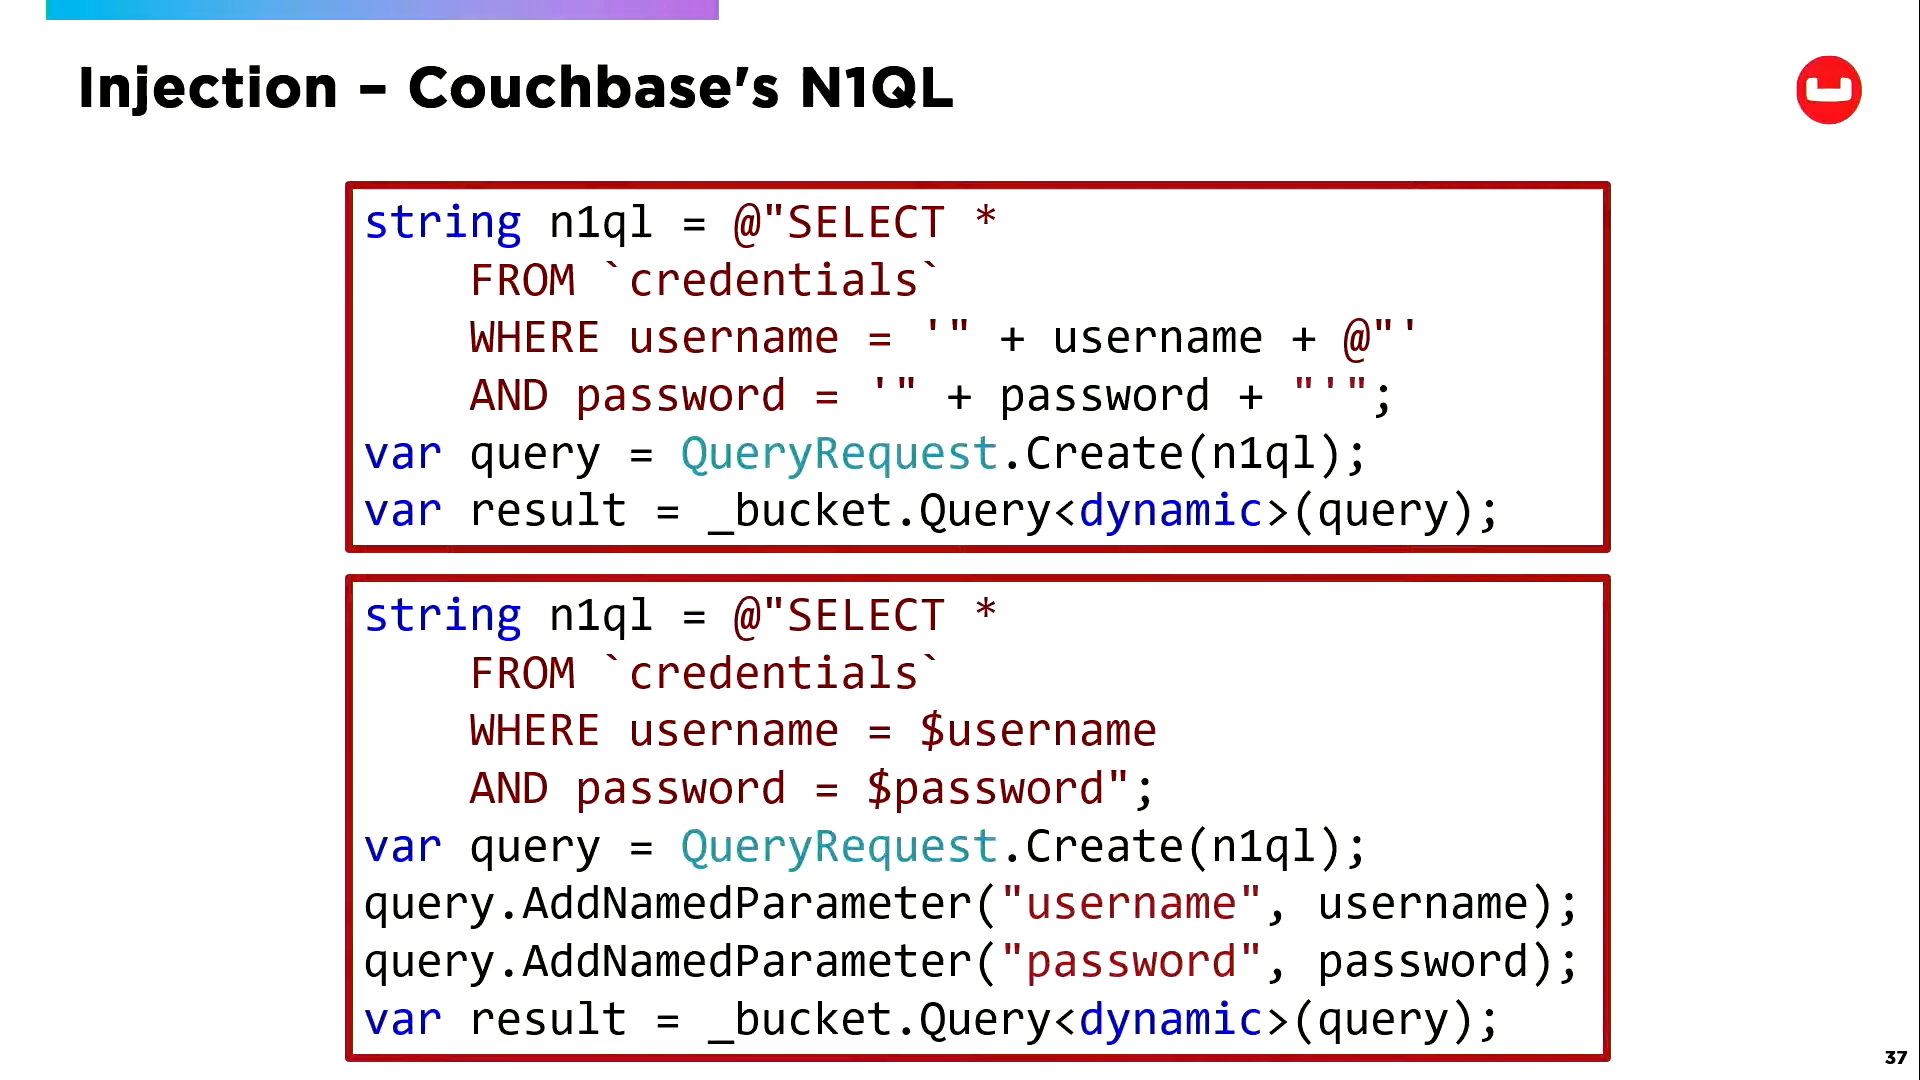 Injection – Couchbase's N1QL
string n1ql = @"SELECT *
    FROM `credentials`
    WHERE username = '" + username + @"'
    AND password = '" + password + "'";
var query = QueryRequest.Create(n1ql);
var result = _bucket.Query<dynamic>(query);
string n1ql = @"SELECT *
    FROM `credentials`
    WHERE username = $username
    AND password = $password";
var query = QueryRequest.Create(n1ql);
query.AddNamedParameter("username", username);
query.AddNamedParameter("password", password);
var result = _bucket.Query<dynamic>(query);
37